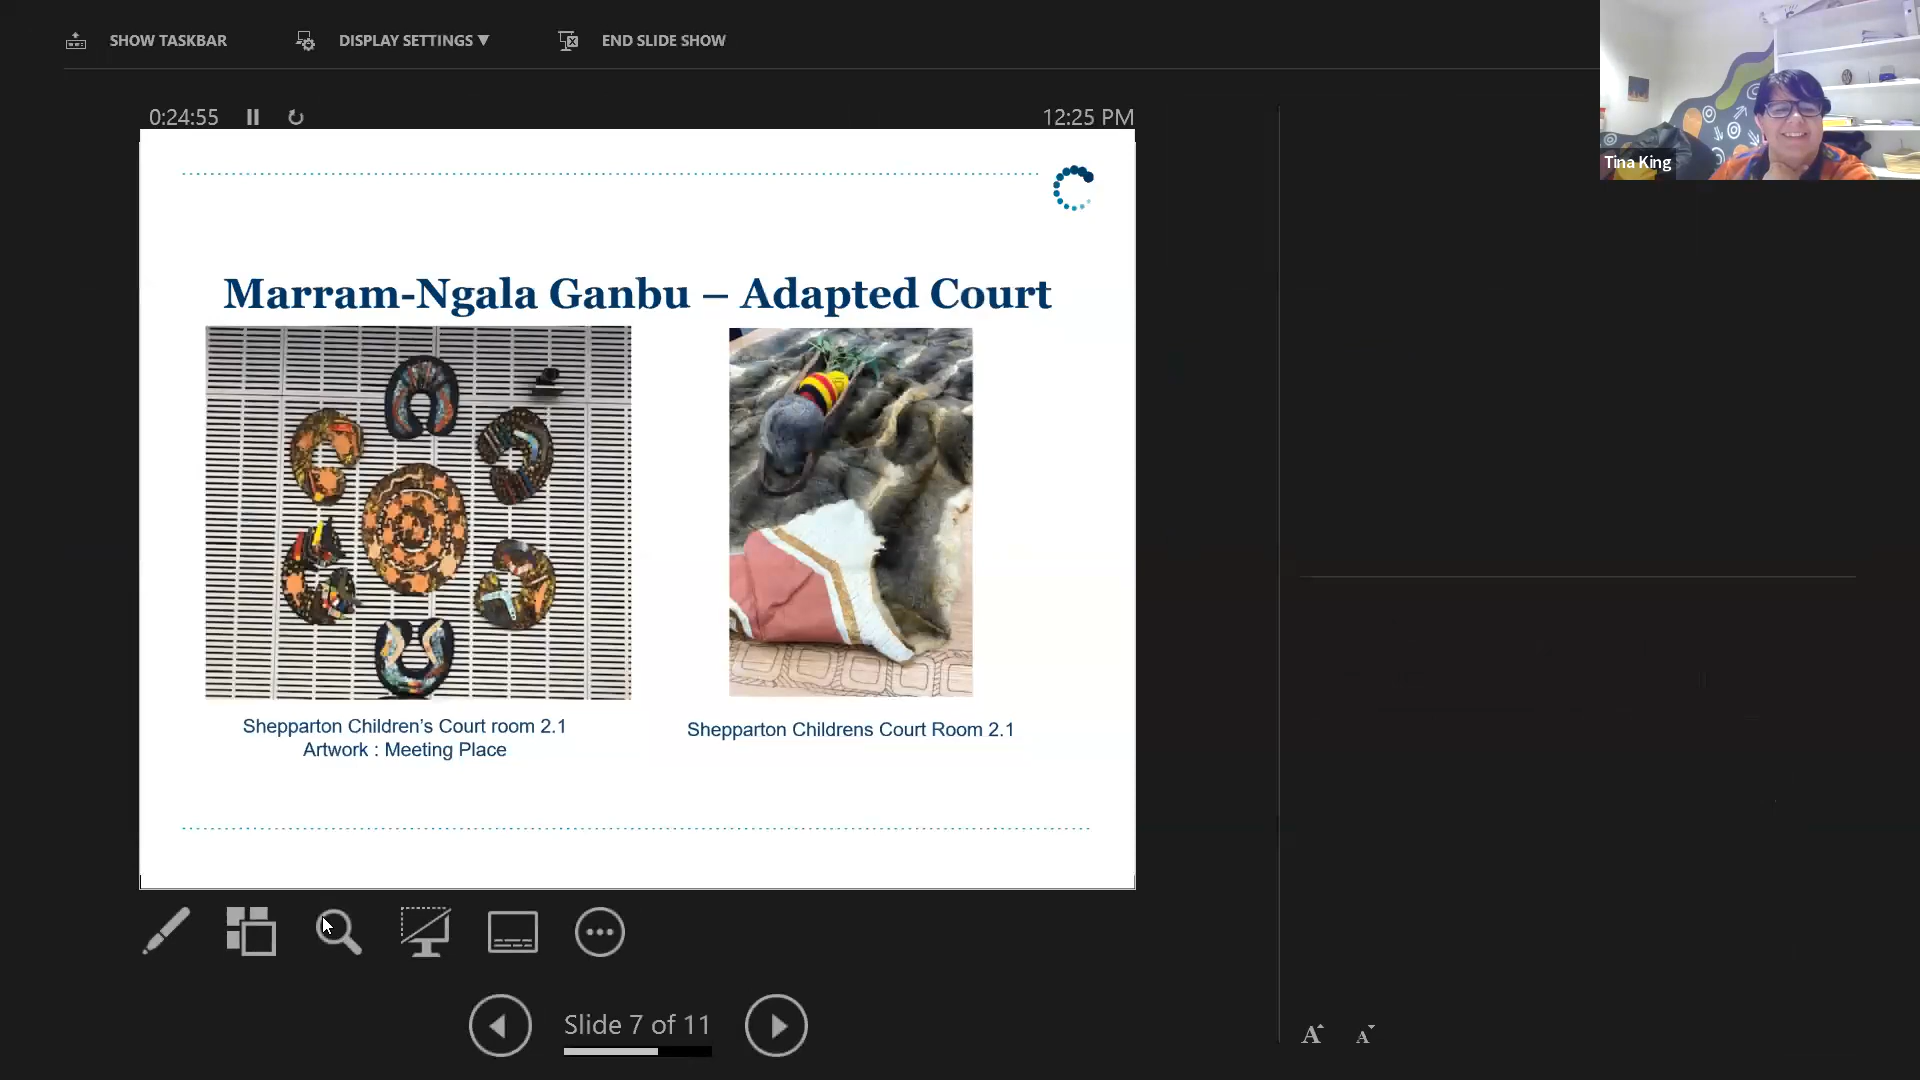 SHOW TASKBAR
DISPLAY SETTINGS ▼
END SLIDE SHOW
0:24:55
12:25 PM
Tina King
Marram-Ngala Ganbu – Adapted Court
Shepparton Children’s Court room 2.1
Artwork : Meeting Place
Shepparton Childrens Court Room 2.1
Slide 7 of 11
A
A